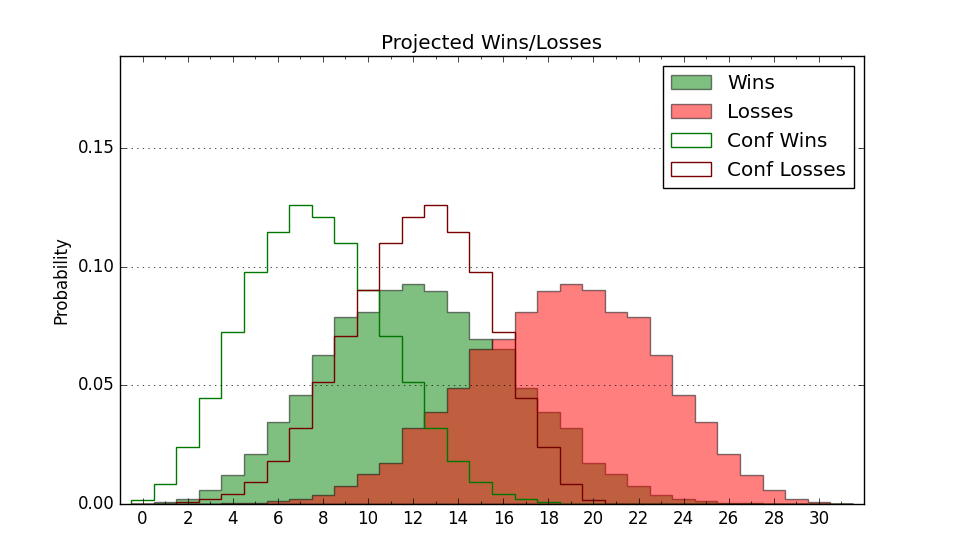 Projected Wins/Losses
Wins
Losses
Conf Wins
Conf Losses
Probability
0.15
0.10
0.05
0.00
0 2 4 6 8 10 12 14 16 18 20 22 24 26 28 30